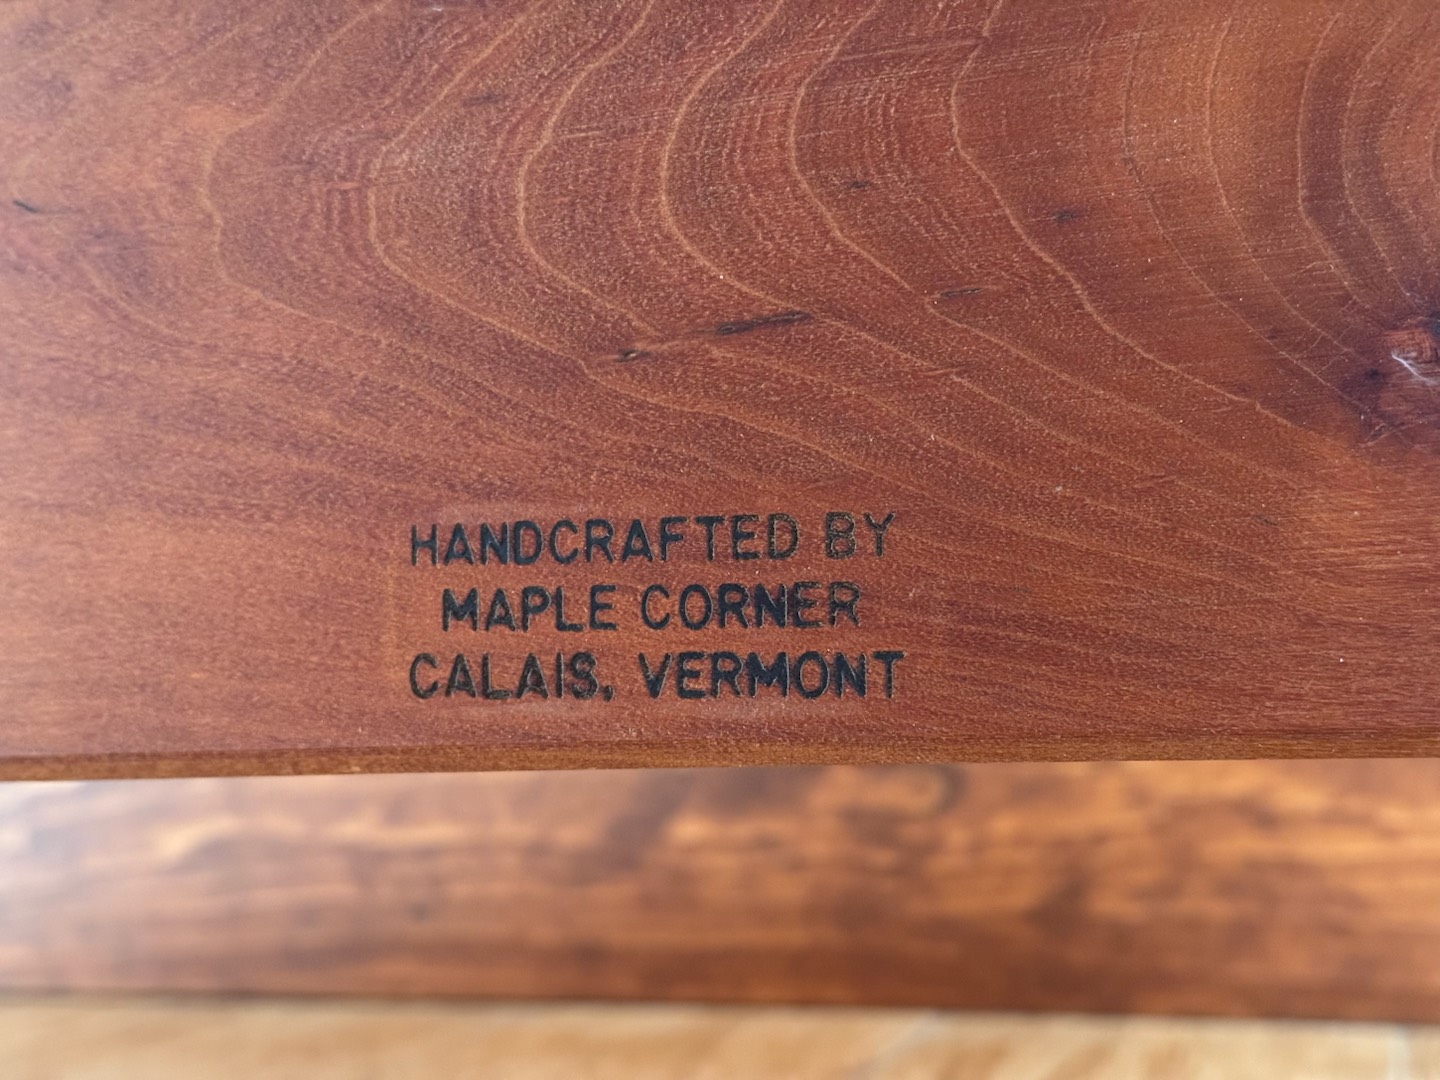 HANDCRAFTED BY
MAPLE CORNER
CALAIS, VERMONT